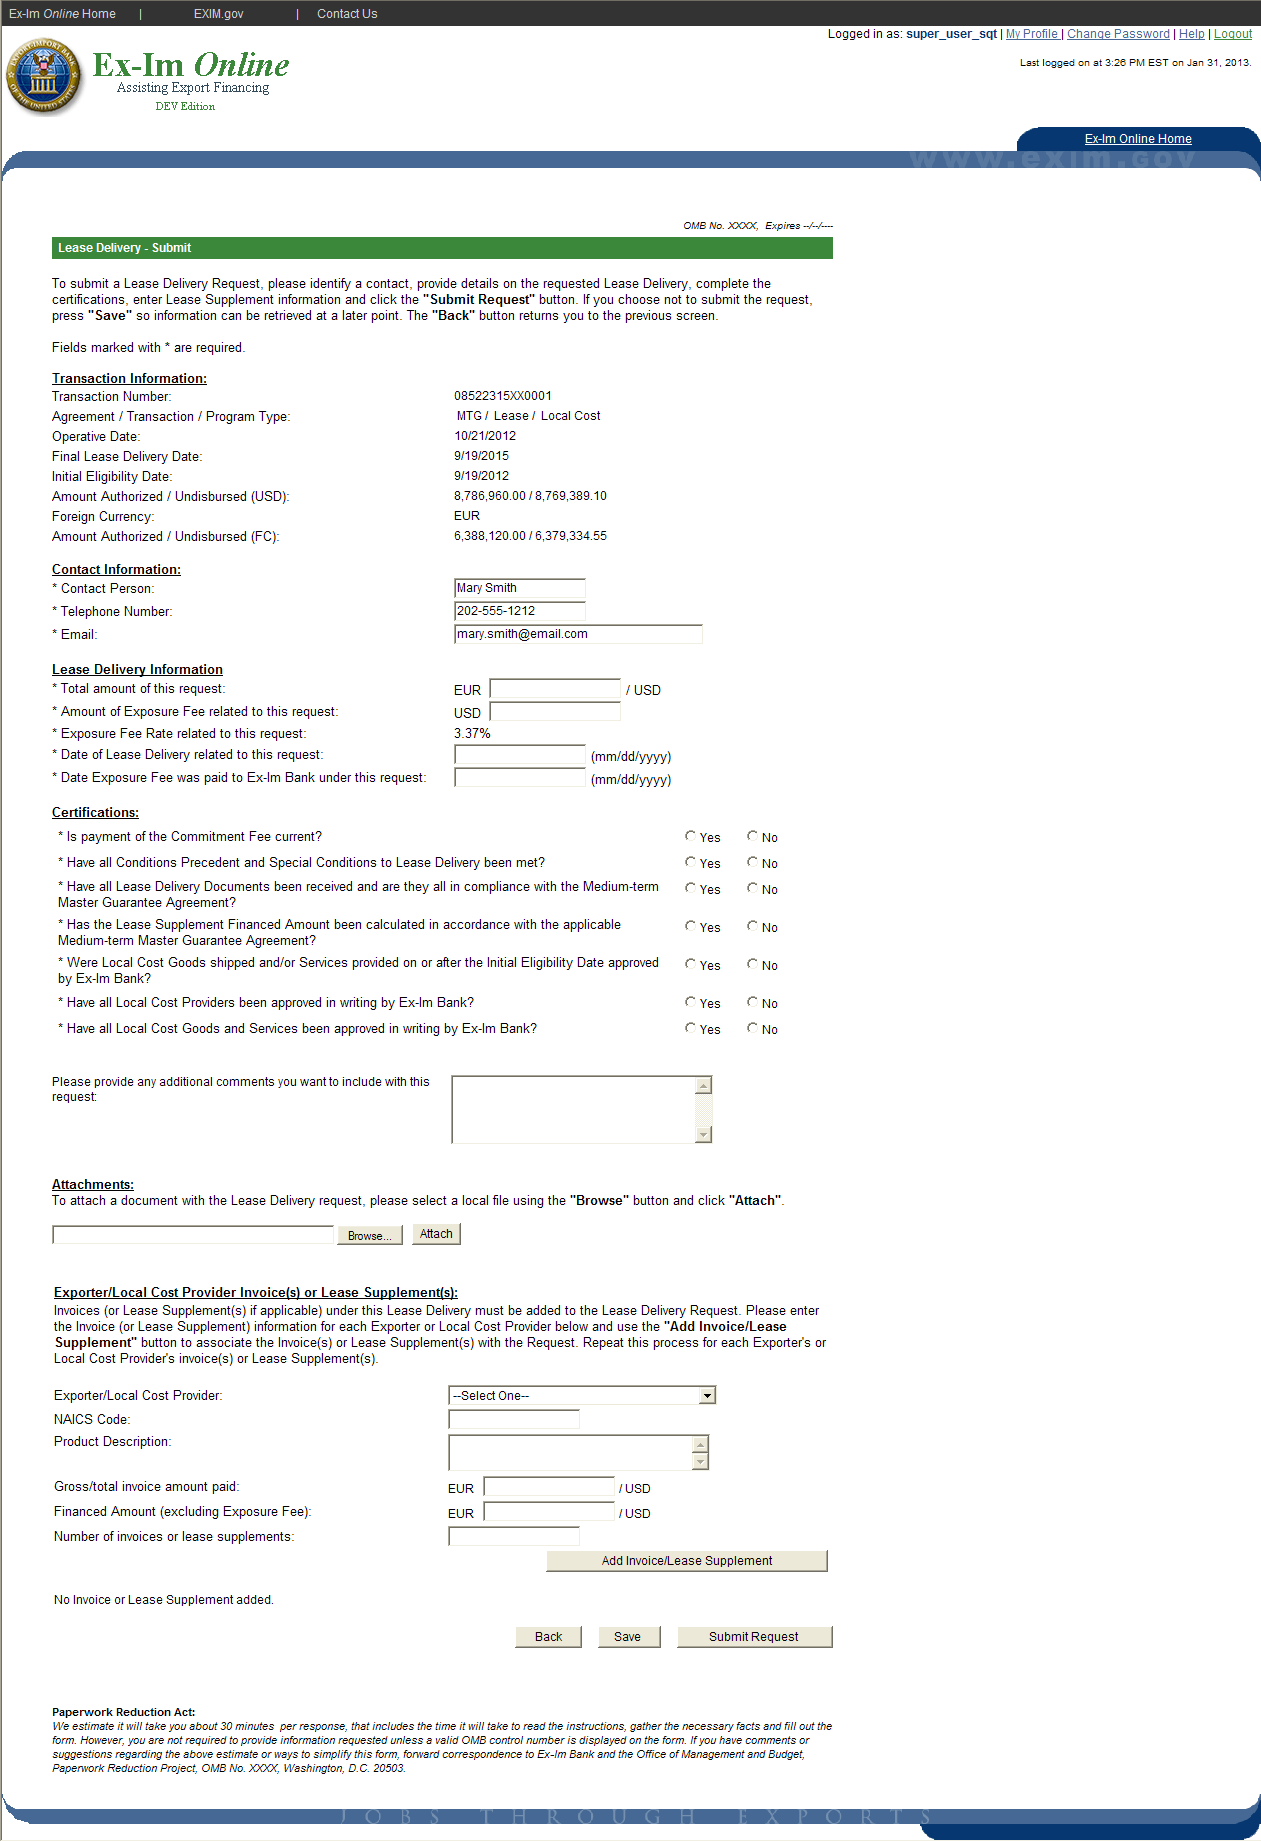 Ex-Im Online Home | EXIM.gov | Contact Us
Logged in as: super_user_sqt | My Profile | Change Password | Help | Logout
Last logged on at 3:26 PM EST on Jan 31, 2013.
EXPORT-IMPORT BANK
OF THE UNITED STATES
Ex-Im Online
Assisting Export Financing
DEV Edition
Ex-Im Online Home
www.exim.gov
OMB No. XXXX, Expires --/--/----
Lease Delivery - Submit
To submit a Lease Delivery Request, please identify a contact, provide details on the requested Lease Delivery, complete the
certifications, enter Lease Supplement information and click the "Submit Request" button. If you choose not to submit the request,
press "Save" so information can be retrieved at a later point. The "Back" button returns you to the previous screen.
Fields marked with * are required.
Transaction Information:
Transaction Number: 08522315XX0001
Agreement / Transaction / Program Type: MTG / Lease / Local Cost
Operative Date: 10/21/2012
Final Lease Delivery Date: 9/19/2015
Initial Eligibility Date: 9/19/2012
Amount Authorized / Undisbursed (USD): 8,786,960.00 / 8,769,389.10
Foreign Currency: EUR
Amount Authorized / Undisbursed (FC): 6,388,120.00 / 6,379,334.55
Contact Information:
* Contact Person: Mary Smith
* Telephone Number: 202-555-1212
* Email: mary.smith@email.com
Lease Delivery Information
* Total amount of this request: EUR / USD
* Amount of Exposure Fee related to this request: USD
* Exposure Fee Rate related to this request: 3.37%
* Date of Lease Delivery related to this request: (mm/dd/yyyy)
* Date Exposure Fee was paid to Ex-Im Bank under this request: (mm/dd/yyyy)
Certifications:
* Is payment of the Commitment Fee current? Yes No
* Have all Conditions Precedent and Special Conditions to Lease Delivery been met? Yes No
* Have all Lease Delivery Documents been received and are they all in compliance with the Medium-term Yes No
Master Guarantee Agreement?
* Has the Lease Supplement Financed Amount been calculated in accordance with the applicable Yes No
Medium-term Master Guarantee Agreement?
* Were Local Cost Goods shipped and/or Services provided on or after the Initial Eligibility Date approved Yes No
by Ex-Im Bank?
* Have all Local Cost Providers been approved in writing by Ex-Im Bank? Yes No
* Have all Local Cost Goods and Services been approved in writing by Ex-Im Bank? Yes No
Please provide any additional comments you want to include with this
request:
Attachments:
To attach a document with the Lease Delivery request, please select a local file using the "Browse" button and click "Attach".
Browse... Attach
Exporter/Local Cost Provider Invoice(s) or Lease Supplement(s):
Invoices (or Lease Supplement(s) if applicable) under this Lease Delivery must be added to the Lease Delivery Request. Please enter
the Invoice (or Lease Supplement) information for each Exporter or Local Cost Provider below and use the "Add Invoice/Lease
Supplement" button to associate the Invoice(s) or Lease Supplement(s) with the Request. Repeat this process for each Exporter's or
Local Cost Provider's invoice(s) or Lease Supplement(s).
Exporter/Local Cost Provider: --Select One--
NAICS Code:
Product Description:
Gross/total invoice amount paid: EUR / USD
Financed Amount (excluding Exposure Fee): EUR / USD
Number of invoices or lease supplements:
Add Invoice/Lease Supplement
No Invoice or Lease Supplement added.
Back Save Submit Request
Paperwork Reduction Act:
We estimate it will take you about 30 minutes per response, that includes the time it will take to read the instructions, gather the necessary facts and fill out the
form. However, you are not required to provide information requested unless a valid OMB control number is displayed on the form. If you have comments or
suggestions regarding the above estimate or ways to simplify this form, forward correspondence to Ex-Im Bank and the Office of Management and Budget,
Paperwork Reduction Project, OMB No. XXXX, Washington, D.C. 20503.
JOBS THROUGH EXPORTS